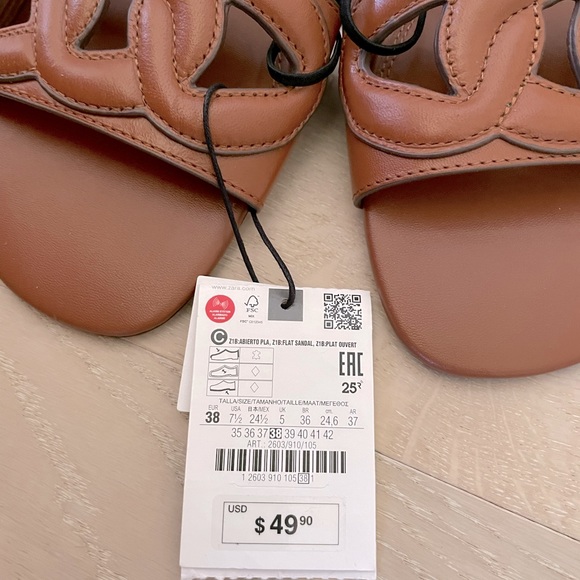 www.zara.com
FSC
C Z1B:ABIERTO PLA, Z1B:FLAT SANDAL, Z1B:PLAT OUVERT
EAC
25
TALLA/SIZE/TAMANHO/TAILLE/MAAT/ΜΕΓΕΘΟΣ
EUR USA 日本/MEX UK BR CN AR
38 7½ 24½ 5 36 24,6 37
35 36 37 38 39 40 41 42
ART.: 2603/910/105
1 2603 910 105 38 1
USD
$ 49.90